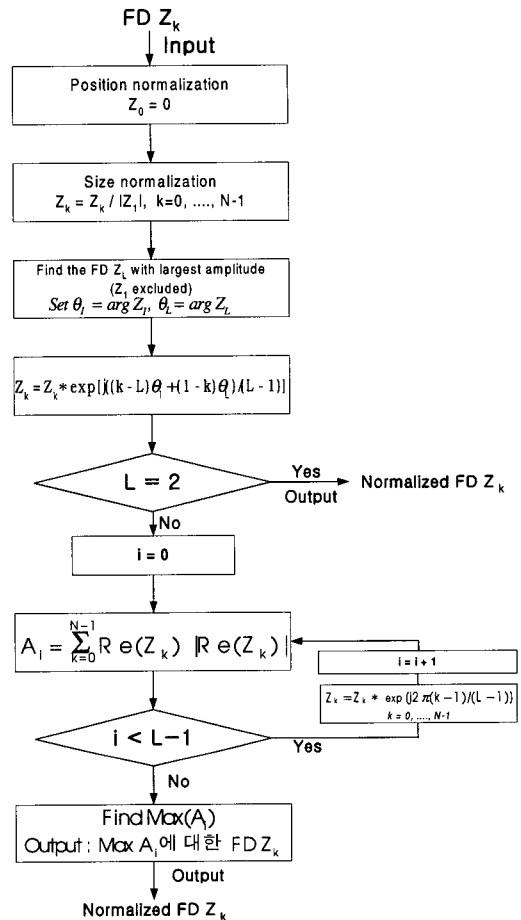 FD Z_k
Input
Position normalization
Z_0 = 0
Size normalization
Z_k = Z_k / |Z_1|, k=0, ...., N-1
Find the FD Z_L with largest amplitude
(Z_1 excluded)
Set θ_I = arg Z_I, θ_L = arg Z_L
Z_k = Z_k * exp[j((k - L)θ_I + (1 - k)θ_L)/(L - 1)]
L = 2
Yes
Output
Normalized FD Z_k
No
i = 0
A_i = N-1 ∑ k=0 Re(Z_k) |Re(Z_k)|
i = i + 1
Z_k = Z_k * exp{j2π(k-1)/(L-1)}
k = 0, ...., N-1
i < L-1
Yes
No
Find Max(A_i)
Output : Max A_i에 대한 FD Z_k
Output
Normalized FD Z_k